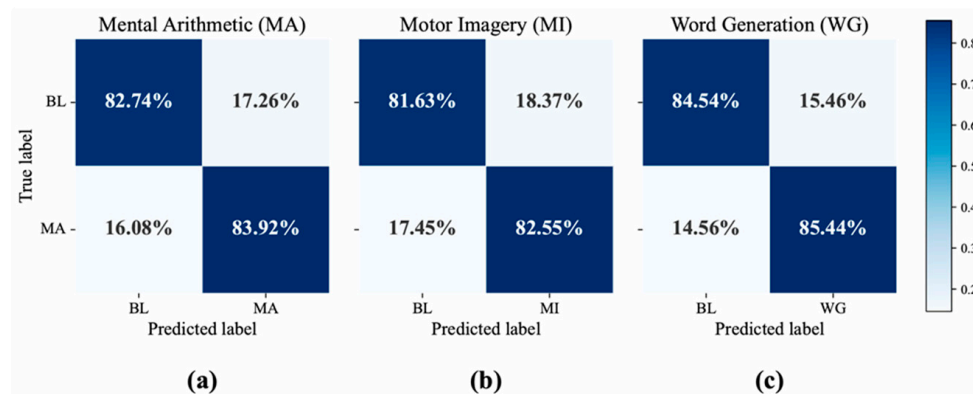 Mental Arithmetic (MA)
Motor Imagery (MI)
Word Generation (WG)
True label
BL
82.74%
17.26%
MA
16.08%
83.92%
BL
MA
Predicted label
(a)
81.63%
18.37%
17.45%
82.55%
BL
MI
Predicted label
(b)
84.54%
15.46%
14.56%
85.44%
BL
WG
Predicted label
(c)